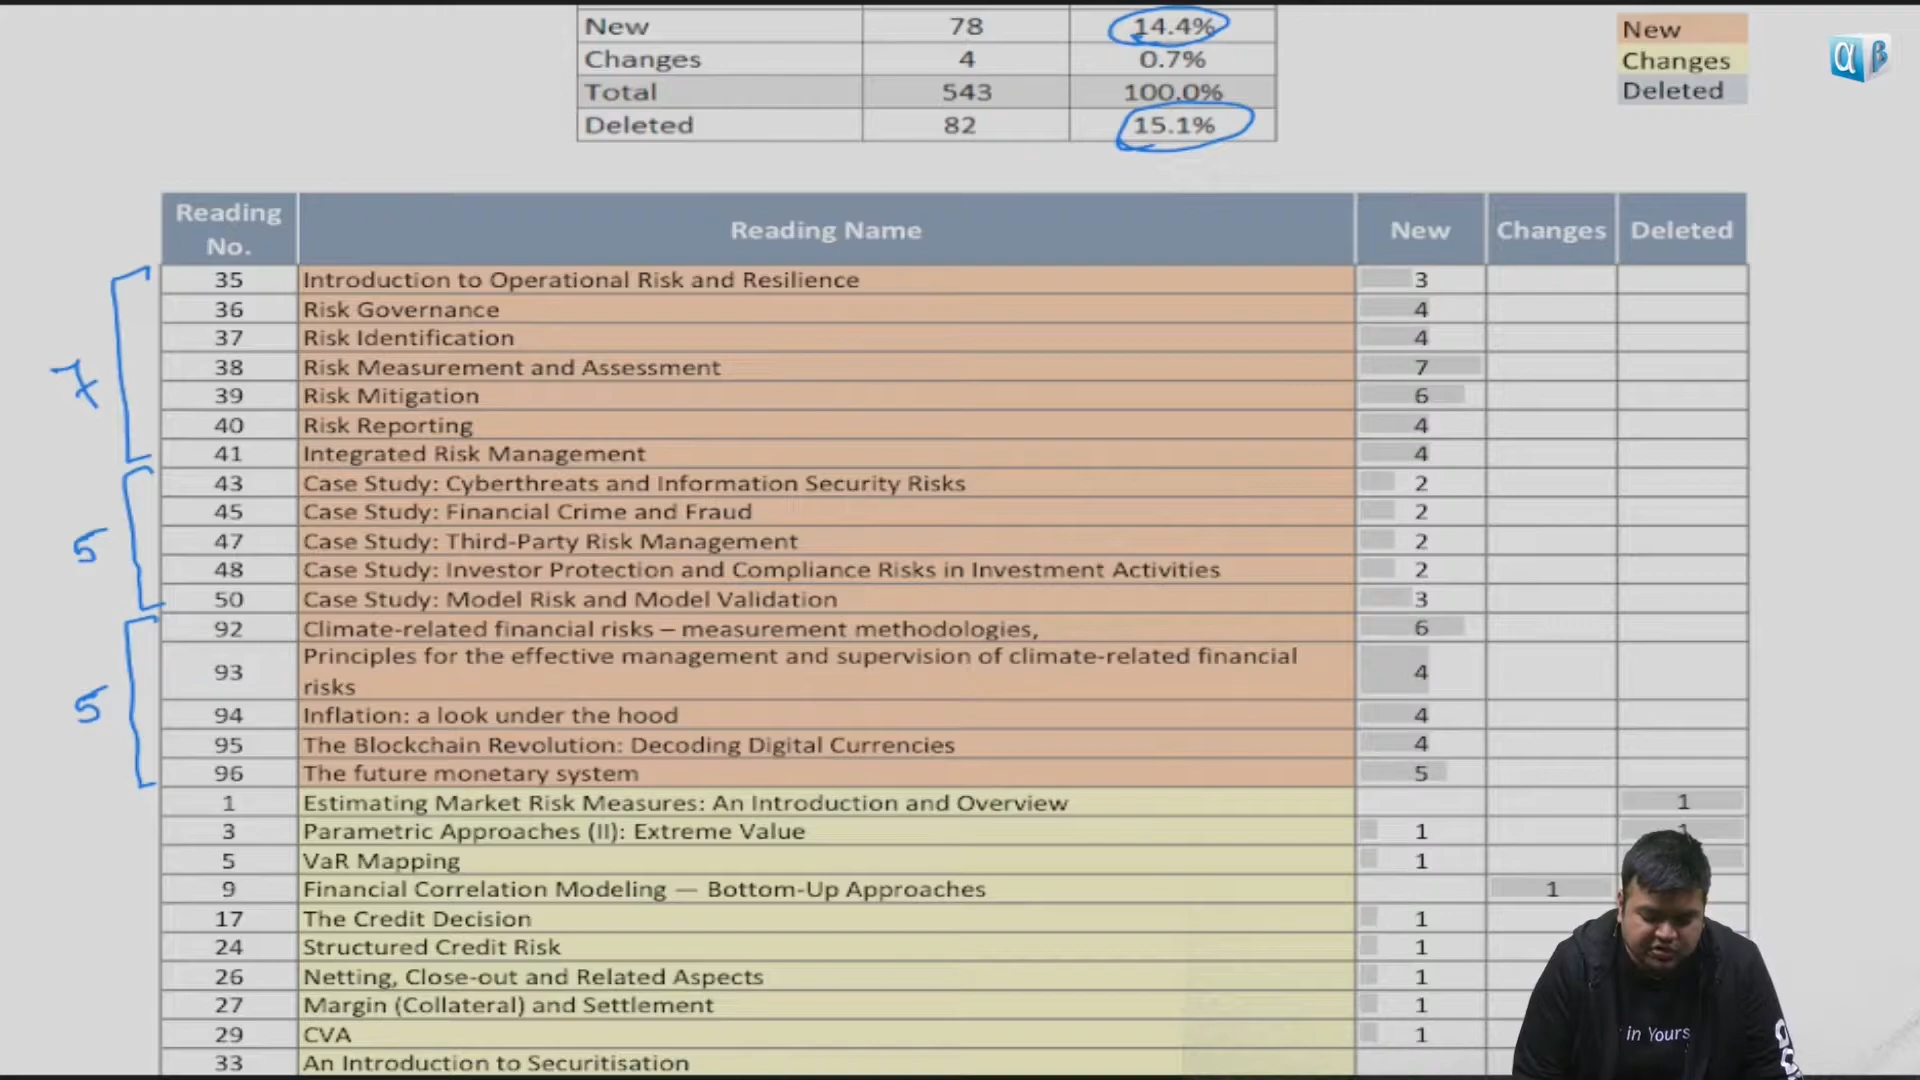 New 78 14.4%
Changes 4 0.7%
Total 543 100.0%
Deleted 82 15.1%
New
Changes
Deleted
α β
Reading No. Reading Name New Changes Deleted
35 Introduction to Operational Risk and Resilience 3
36 Risk Governance 4
37 Risk Identification 4
38 Risk Measurement and Assessment 7
39 Risk Mitigation 6
40 Risk Reporting 4
41 Integrated Risk Management 4
7
43 Case Study: Cyberthreats and Information Security Risks 2
45 Case Study: Financial Crime and Fraud 2
47 Case Study: Third-Party Risk Management 2
48 Case Study: Investor Protection and Compliance Risks in Investment Activities 2
50 Case Study: Model Risk and Model Validation 3
5
92 Climate-related financial risks – measurement methodologies, 6
93 Principles for the effective management and supervision of climate-related financial
risks 4
94 Inflation: a look under the hood 4
95 The Blockchain Revolution: Decoding Digital Currencies 4
96 The future monetary system 5
5
1 Estimating Market Risk Measures: An Introduction and Overview 1
3 Parametric Approaches (II): Extreme Value 1 1
5 VaR Mapping 1
9 Financial Correlation Modeling — Bottom-Up Approaches 1
17 The Credit Decision 1
24 Structured Credit Risk 1
26 Netting, Close-out and Related Aspects 1
27 Margin (Collateral) and Settlement 1
29 CVA 1
33 An Introduction to Securitisation
in Yours